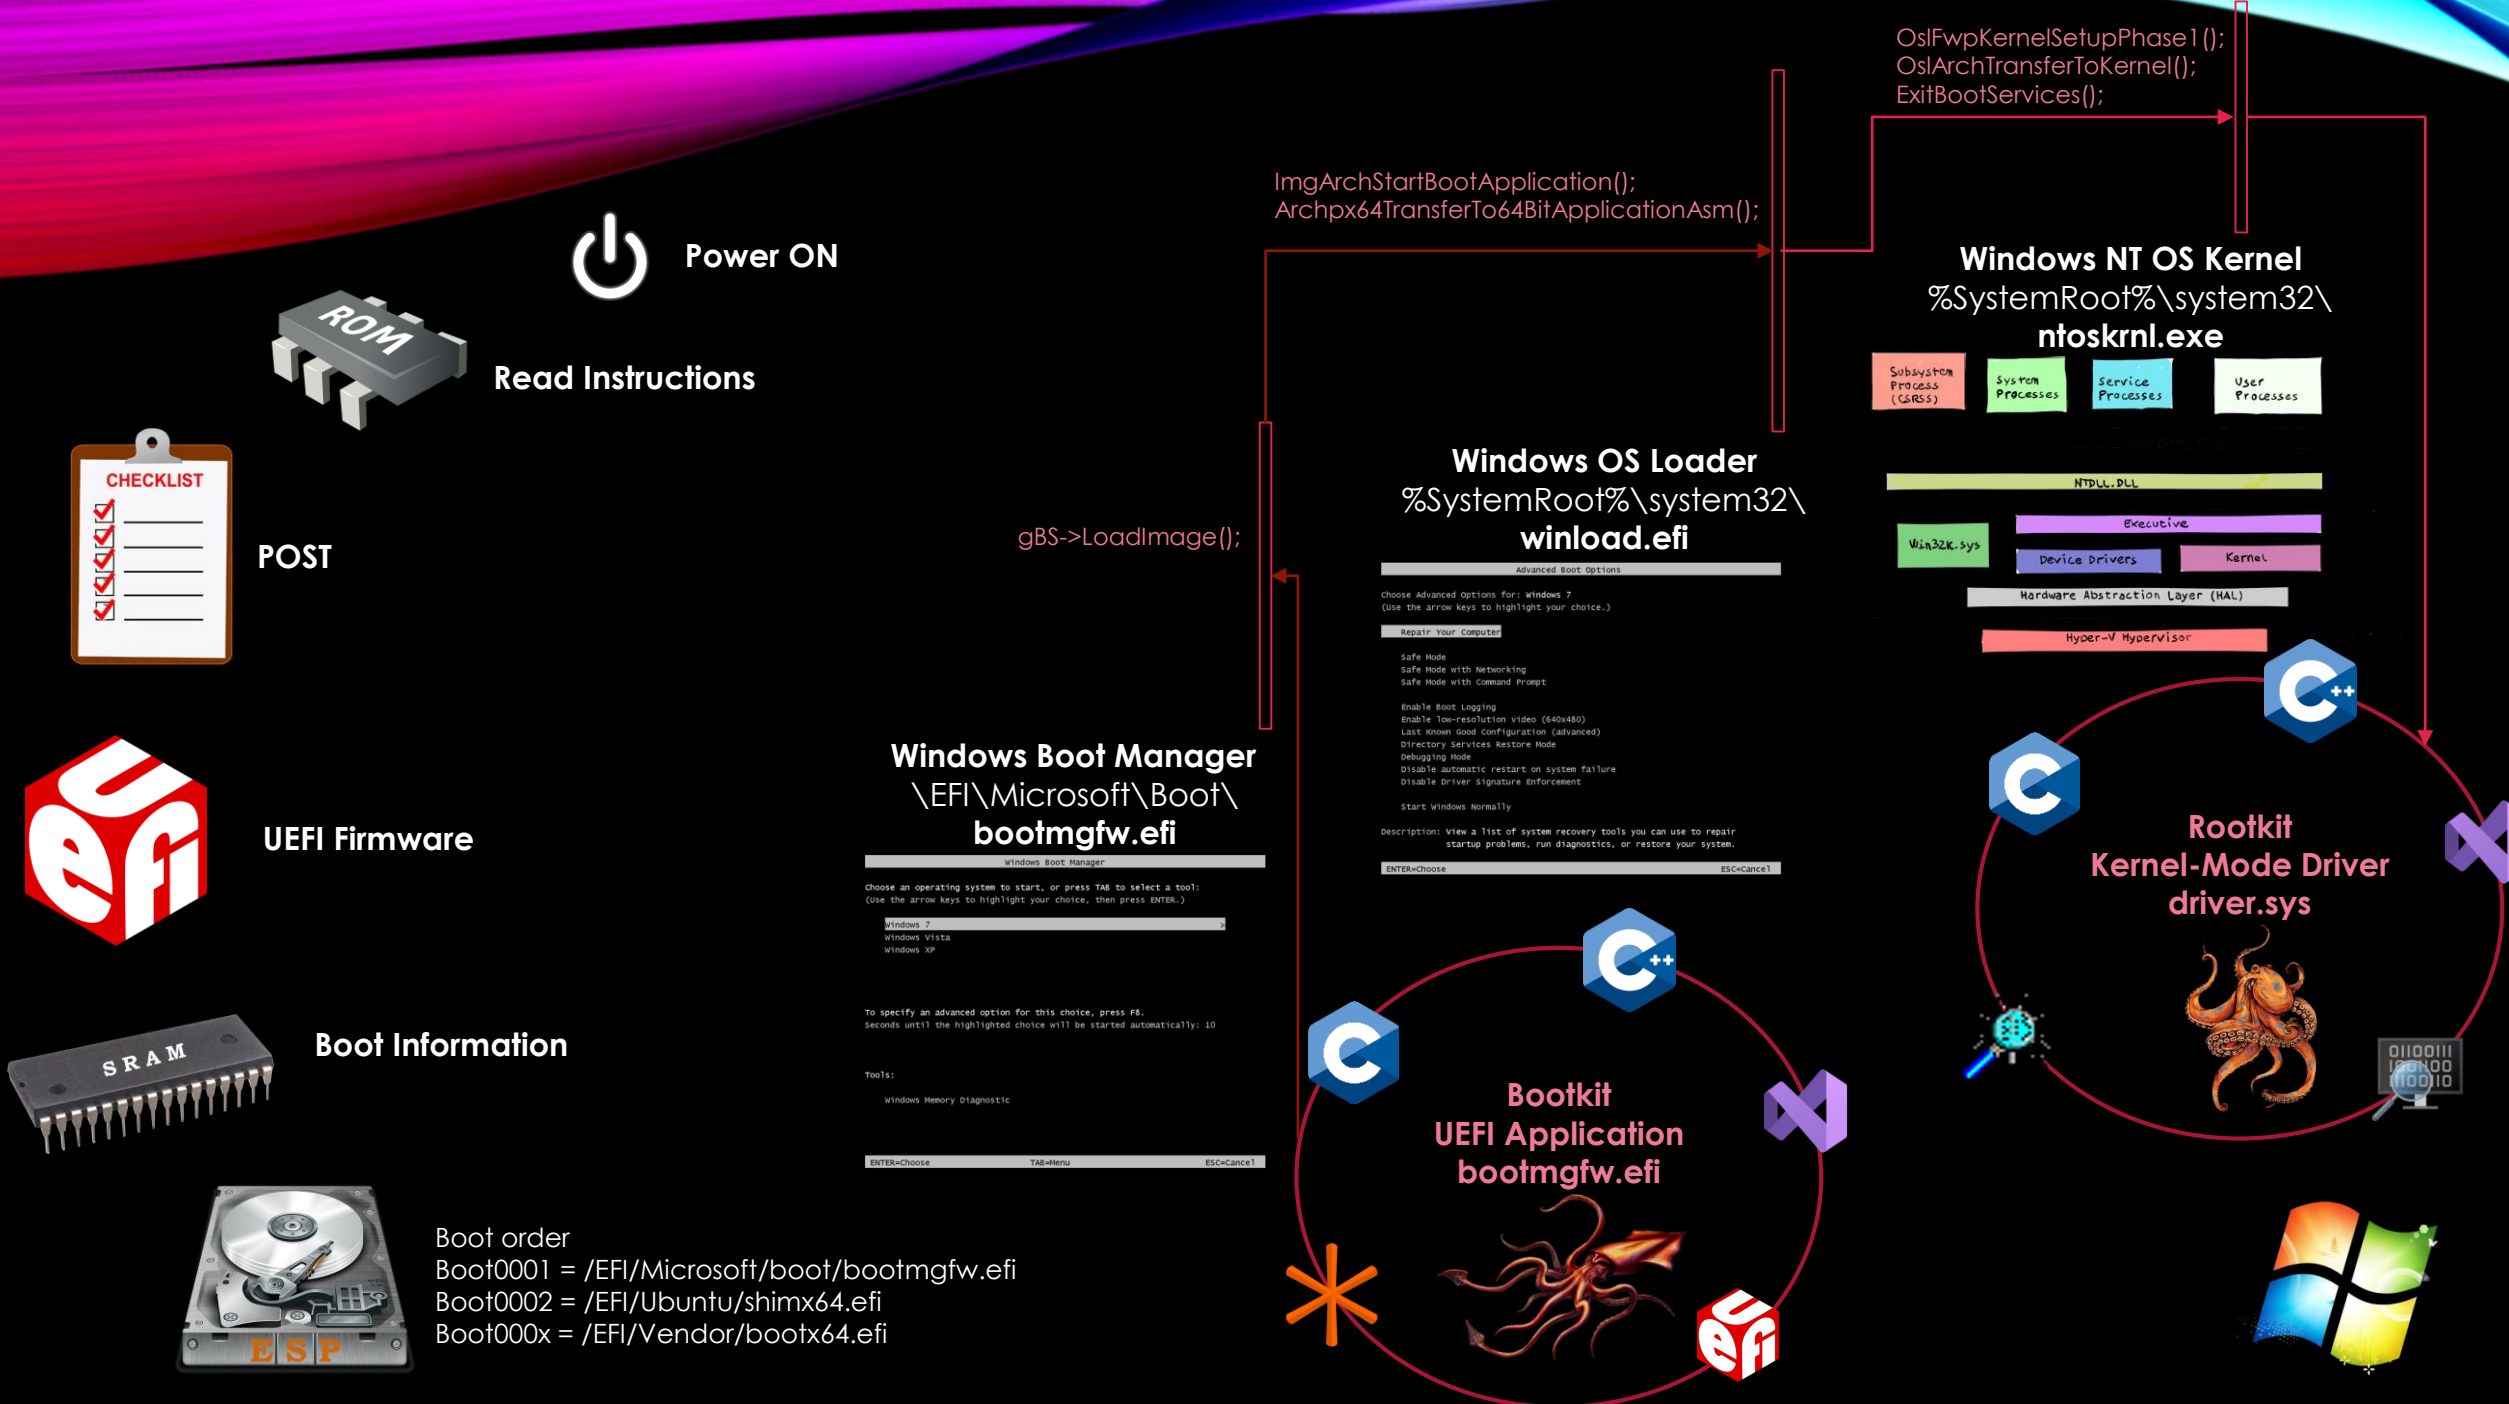 Power ON
ROM
Read Instructions
CHECKLIST
POST
UEFI Firmware
SRAM
Boot Information
ESP
Boot order
Boot0001 = /EFI/Microsoft/boot/bootmgfw.efi
Boot0002 = /EFI/Ubuntu/shimx64.efi
Boot000x = /EFI/Vendor/bootx64.efi
gBS->LoadImage();
Windows Boot Manager
\EFI\Microsoft\Boot\
bootmgfw.efi
Windows Boot Manager
Choose an operating system to start, or press TAB to select a tool:
(Use the arrow keys to highlight your choice, then press ENTER.)
Windows 7 >
Windows Vista
Windows XP
To specify an advanced option for this choice, press F8.
Seconds until the highlighted choice will be started automatically: 10
Tools:
Windows Memory Diagnostic
ENTER=Choose TAB=Menu ESC=Cancel
ImgArchStartBootApplication();
Archpx64TransferTo64BitApplicationAsm();
Windows OS Loader
%SystemRoot%\system32\
winload.efi
Advanced Boot Options
Choose Advanced Options for: Windows 7
(Use the arrow keys to highlight your choice.)
Repair Your Computer
Safe Mode
Safe Mode with Networking
Safe Mode with Command Prompt
Enable Boot Logging
Enable low-resolution video (640x480)
Last Known Good Configuration (advanced)
Directory Services Restore Mode
Debugging Mode
Disable automatic restart on system failure
Disable Driver Signature Enforcement
Start Windows Normally
Description: View a list of system recovery tools you can use to repair
startup problems, run diagnostics, or restore your system.
ENTER=Choose ESC=Cancel
Bootkit
UEFI Application
bootmgfw.efi
C
C++
UEFI
OslFwpKernelSetupPhase1();
OslArchTransferToKernel();
ExitBootServices();
Windows NT OS Kernel
%SystemRoot%\system32\
ntoskrnl.exe
Subsystem
Process
(CSRSS)
System
Processes
Service
Processes
User
Processes
NTDLL.DLL
Executive
Win32K.sys
Device Drivers
Kernel
Hardware Abstraction Layer (HAL)
Hyper-V Hypervisor
C
C++
Rootkit
Kernel-Mode Driver
driver.sys